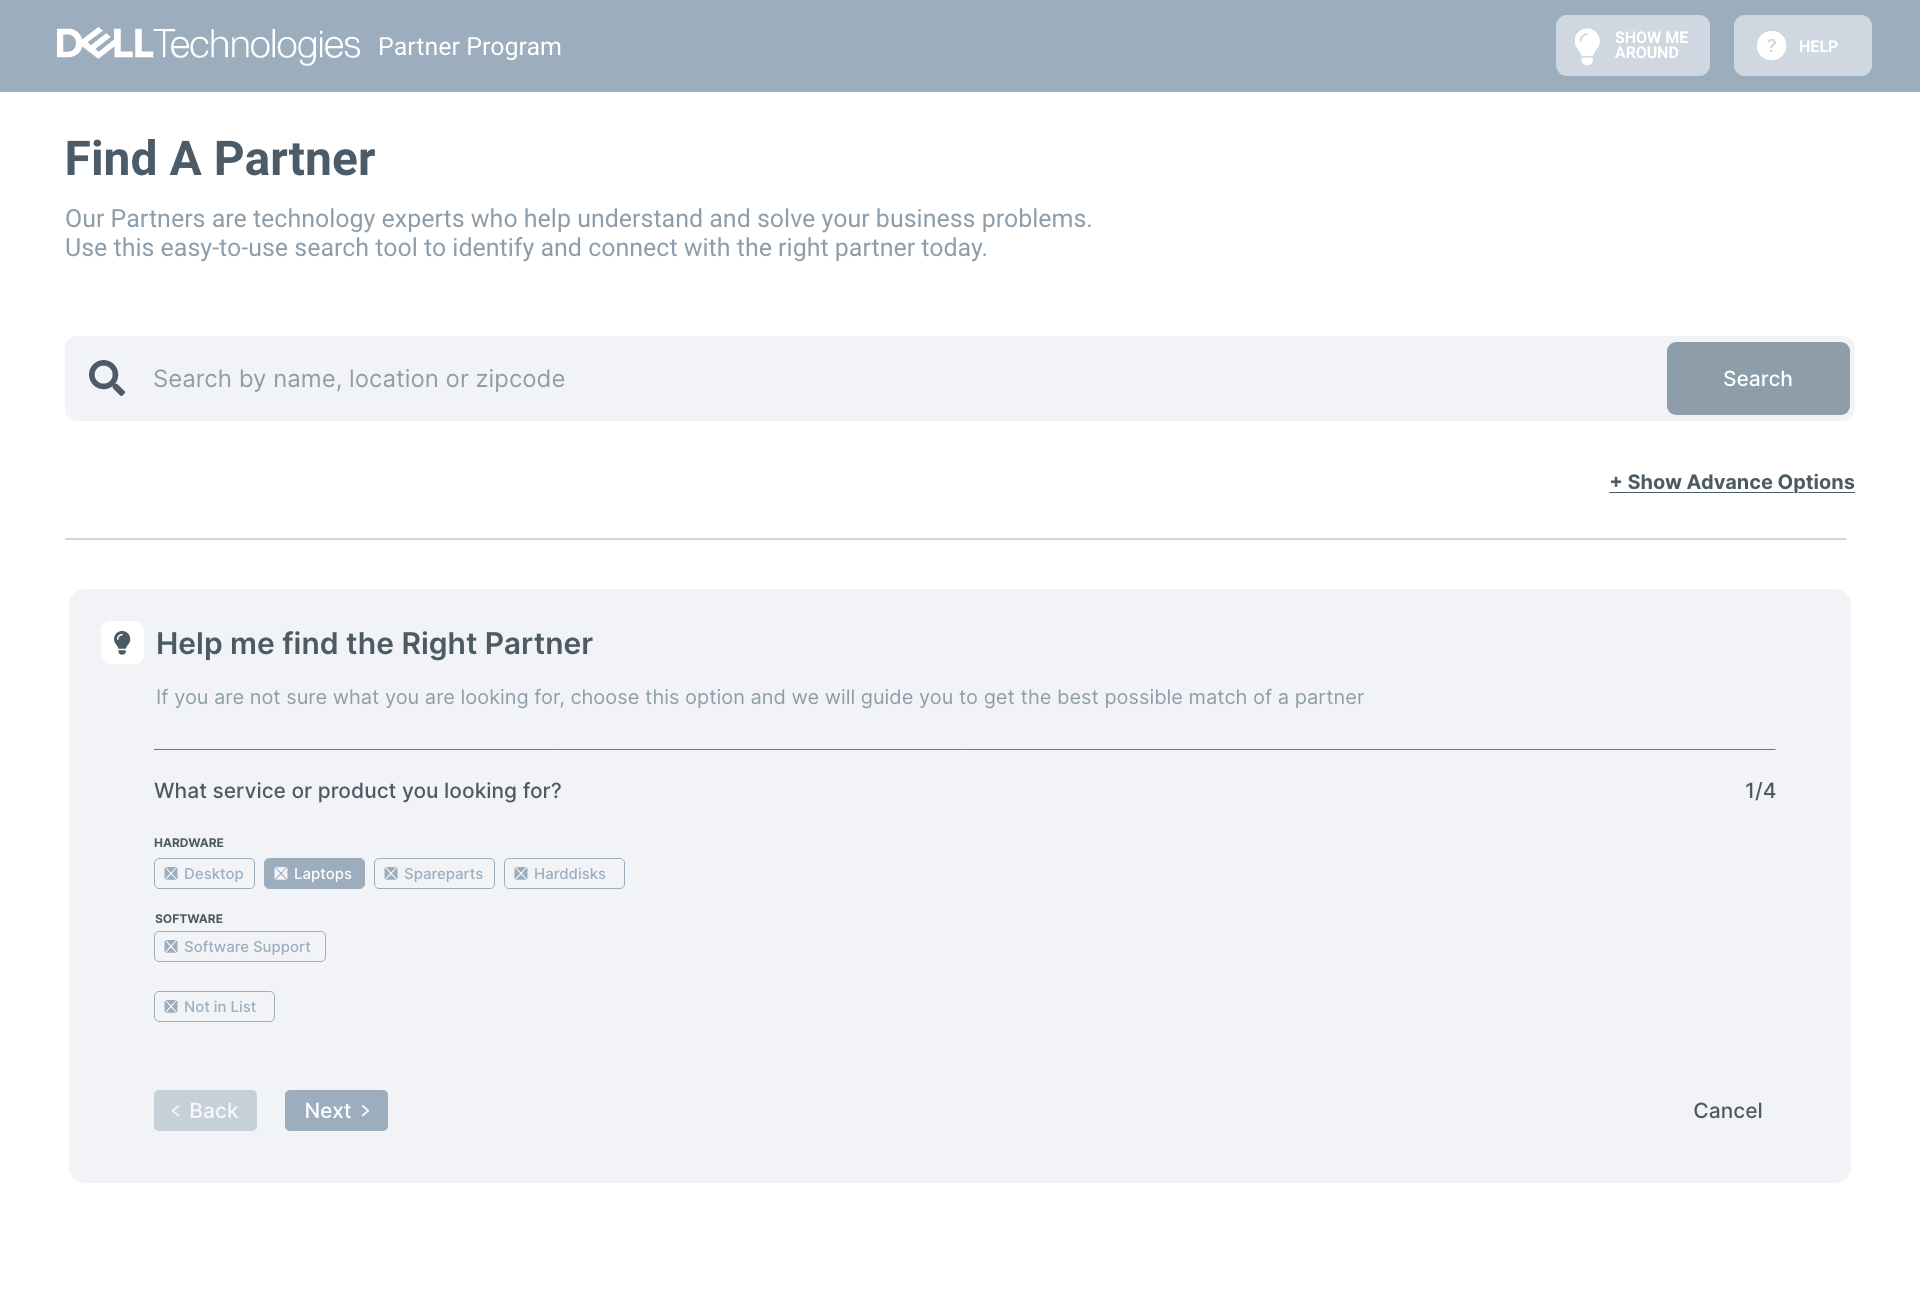 DELLTechnologies Partner Program
SHOW ME
AROUND
? HELP
Find A Partner
Our Partners are technology experts who help understand and solve your business problems.
Use this easy-to-use search tool to identify and connect with the right partner today.
Search by name, location or zipcode
Search
+ Show Advance Options
Help me find the Right Partner
If you are not sure what you are looking for, choose this option and we will guide you to get the best possible match of a partner
What service or product you looking for? 1/4
HARDWARE
Desktop Laptops Spareparts Harddisks
SOFTWARE
Software Support
Not in List
< Back Next > Cancel